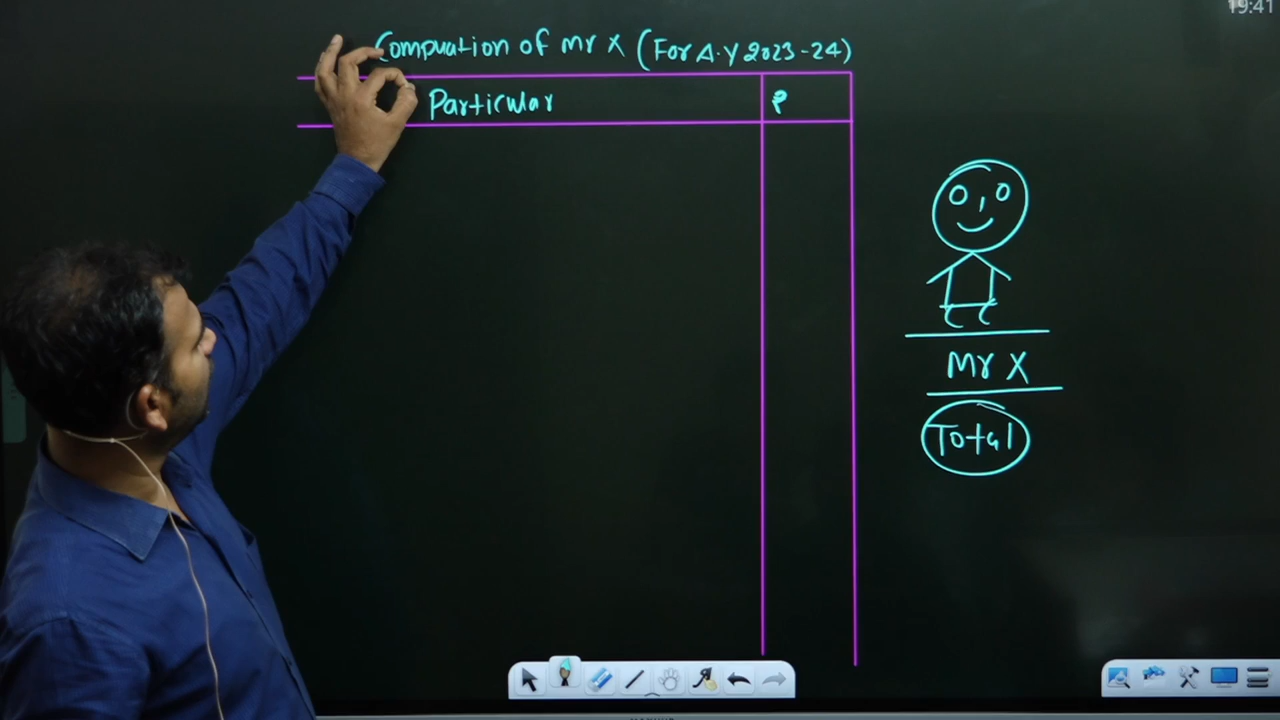 19:41
Compuation of Mr X (For A.Y 2023-24)
Particular
Mr X
Total